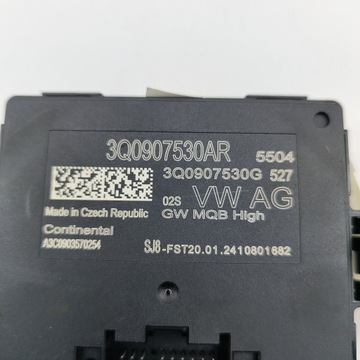 3Q0907530AR 5504
3Q0907530G 527
02S VW AG
Made in Czech Republic GW MQB High
Continental
A3C0903570254 SJ8-FST20.01.2410801682